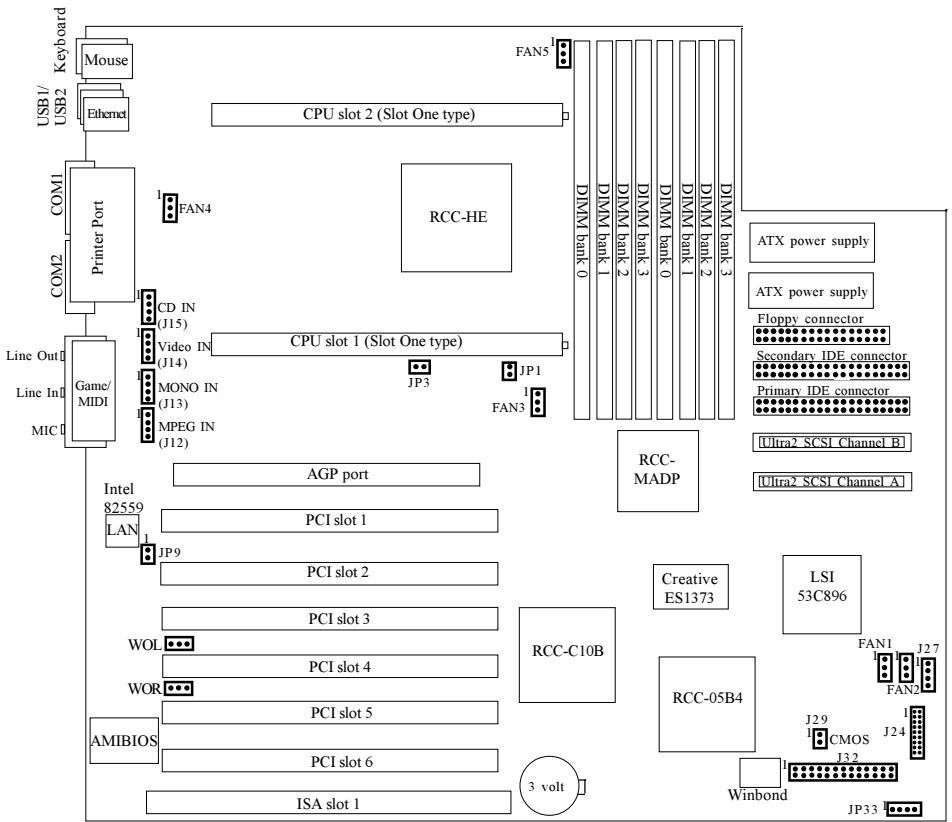 Keyboard
Mouse
USB1/
USB2
Ethernet
COM1
COM2
Printer Port
1
FAN4
1
FAN5
CPU slot 2 (Slot One type)
RCC-HE
DIMM bank 0
DIMM bank 1
DIMM bank 2
DIMM bank 3
DIMM bank 0
DIMM bank 1
DIMM bank 2
DIMM bank 3
ATX power supply
ATX power supply
Floppy connector
Secondary IDE connector
Primary IDE connector
Ultra2 SCSI Channel B
Ultra2 SCSI Channel A
1
CD IN
(J15)
1
Video IN
(J14)
1
MONO IN
(J13)
1
MPEG IN
(J12)
Line Out
Line In
MIC
Game/
MIDI
CPU slot 1 (Slot One type)
JP3
JP1
1
FAN3
RCC-
MADP
AGP port
Intel
82559
LAN
1
JP9
PCI slot 1
PCI slot 2
PCI slot 3
WOL
PCI slot 4
WOR
PCI slot 5
AMIBIOS
PCI slot 6
ISA slot 1
3 volt
RCC-C10B
Creative
ES1373
LSI
53C896
RCC-05B4
FAN1
1
1
FAN2
J27
1
J29
1
CMOS
J24
1
J32
1
Winbond
JP33
1